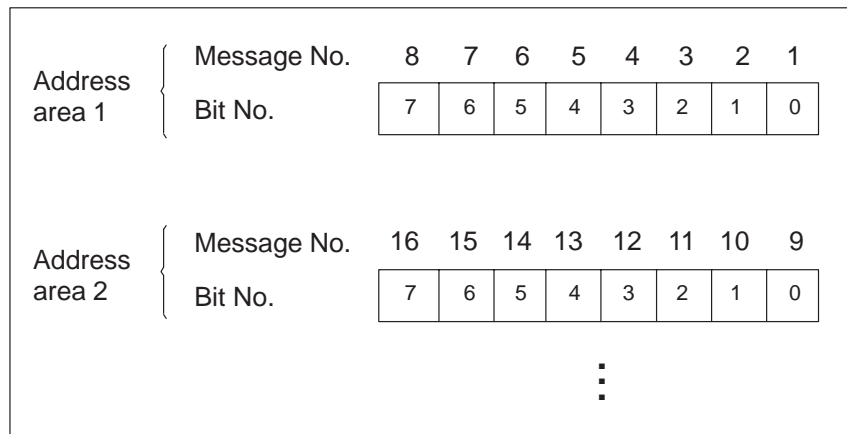 Address area 1
Message No. 8 7 6 5 4 3 2 1
Bit No. 7 6 5 4 3 2 1 0
Address area 2
Message No. 16 15 14 13 12 11 10 9
Bit No. 7 6 5 4 3 2 1 0
⋮